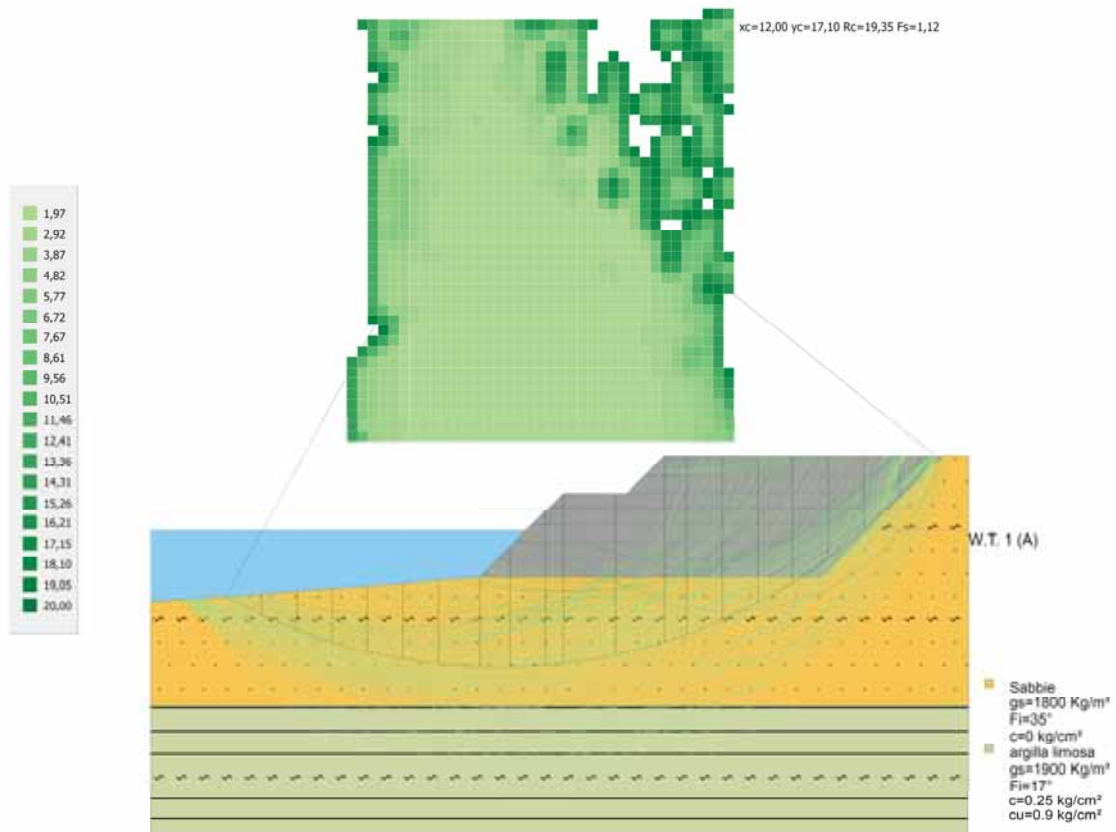 xc=12,00 yc=17,10 Rc=19,35 Fs=1,12
1,97
2,92
3,87
4,82
5,77
6,72
7,67
8,61
9,56
10,51
11,46
12,41
13,36
14,31
15,26
16,21
17,15
18,10
19,05
20,00
W.T. 1 (A)
Sabbie
gs=1800 Kg/m³
Fi=35°
c=0 kg/cm²
argilla limosa
gs=1900 Kg/m³
Fi=17°
c=0.25 kg/cm²
cu=0.9 kg/cm²